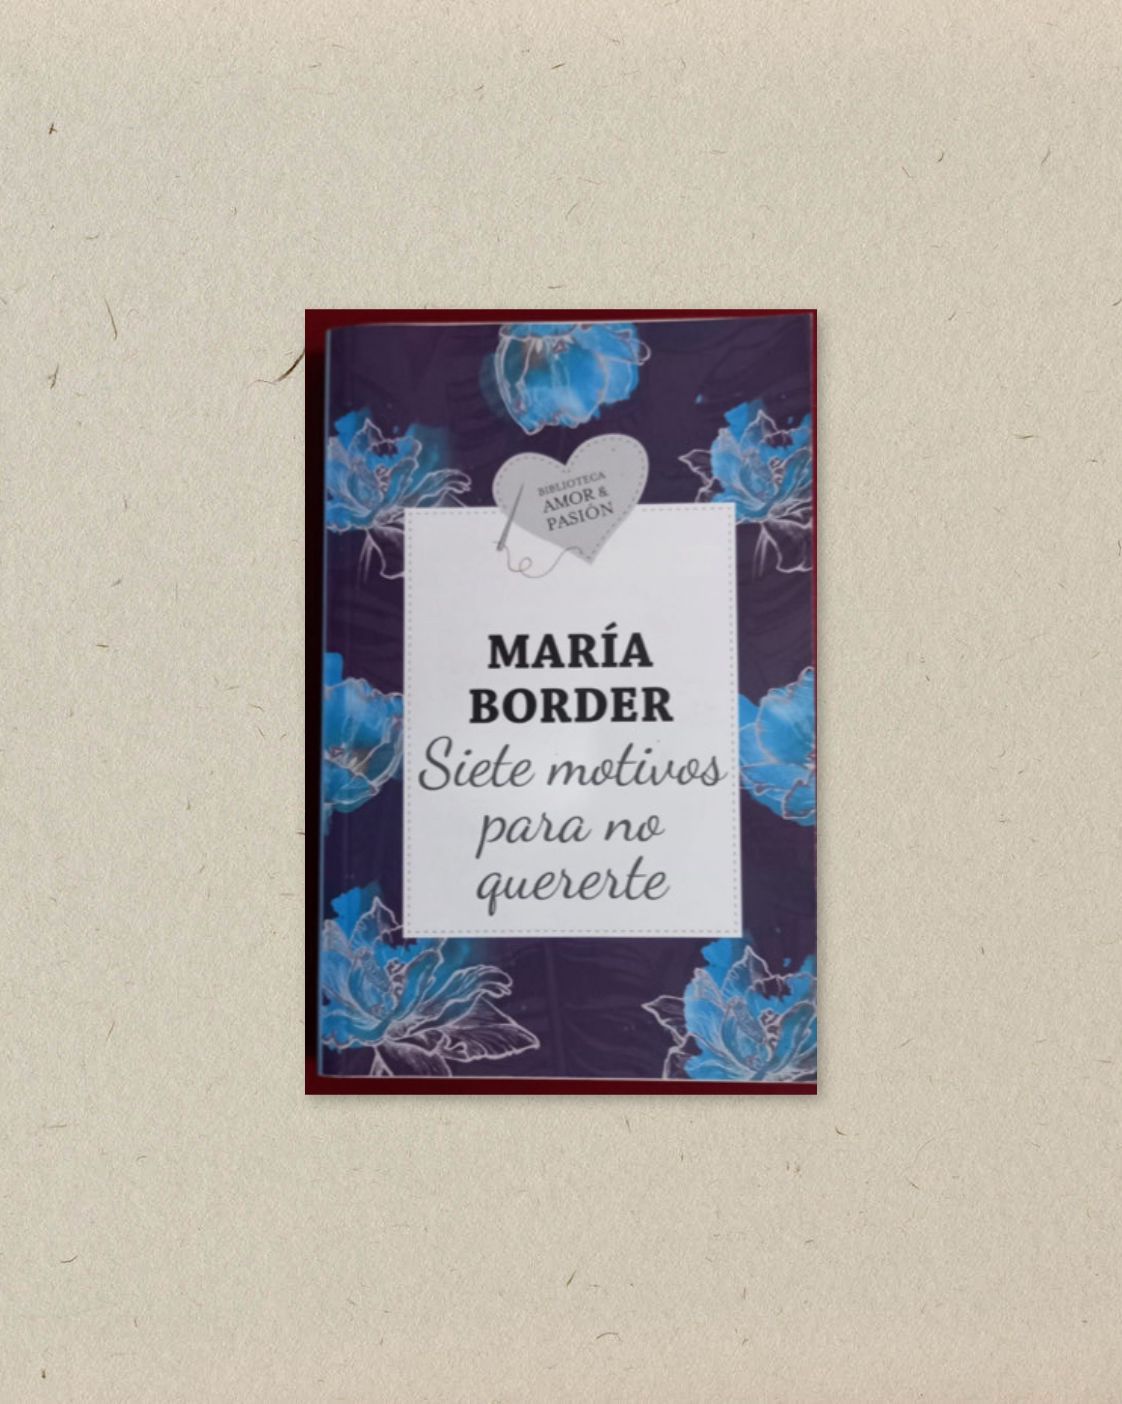 BIBLIOTECA
AMOR &
PASIÓN
MARÍA
BORDER
Siete motivos
para no
quererte